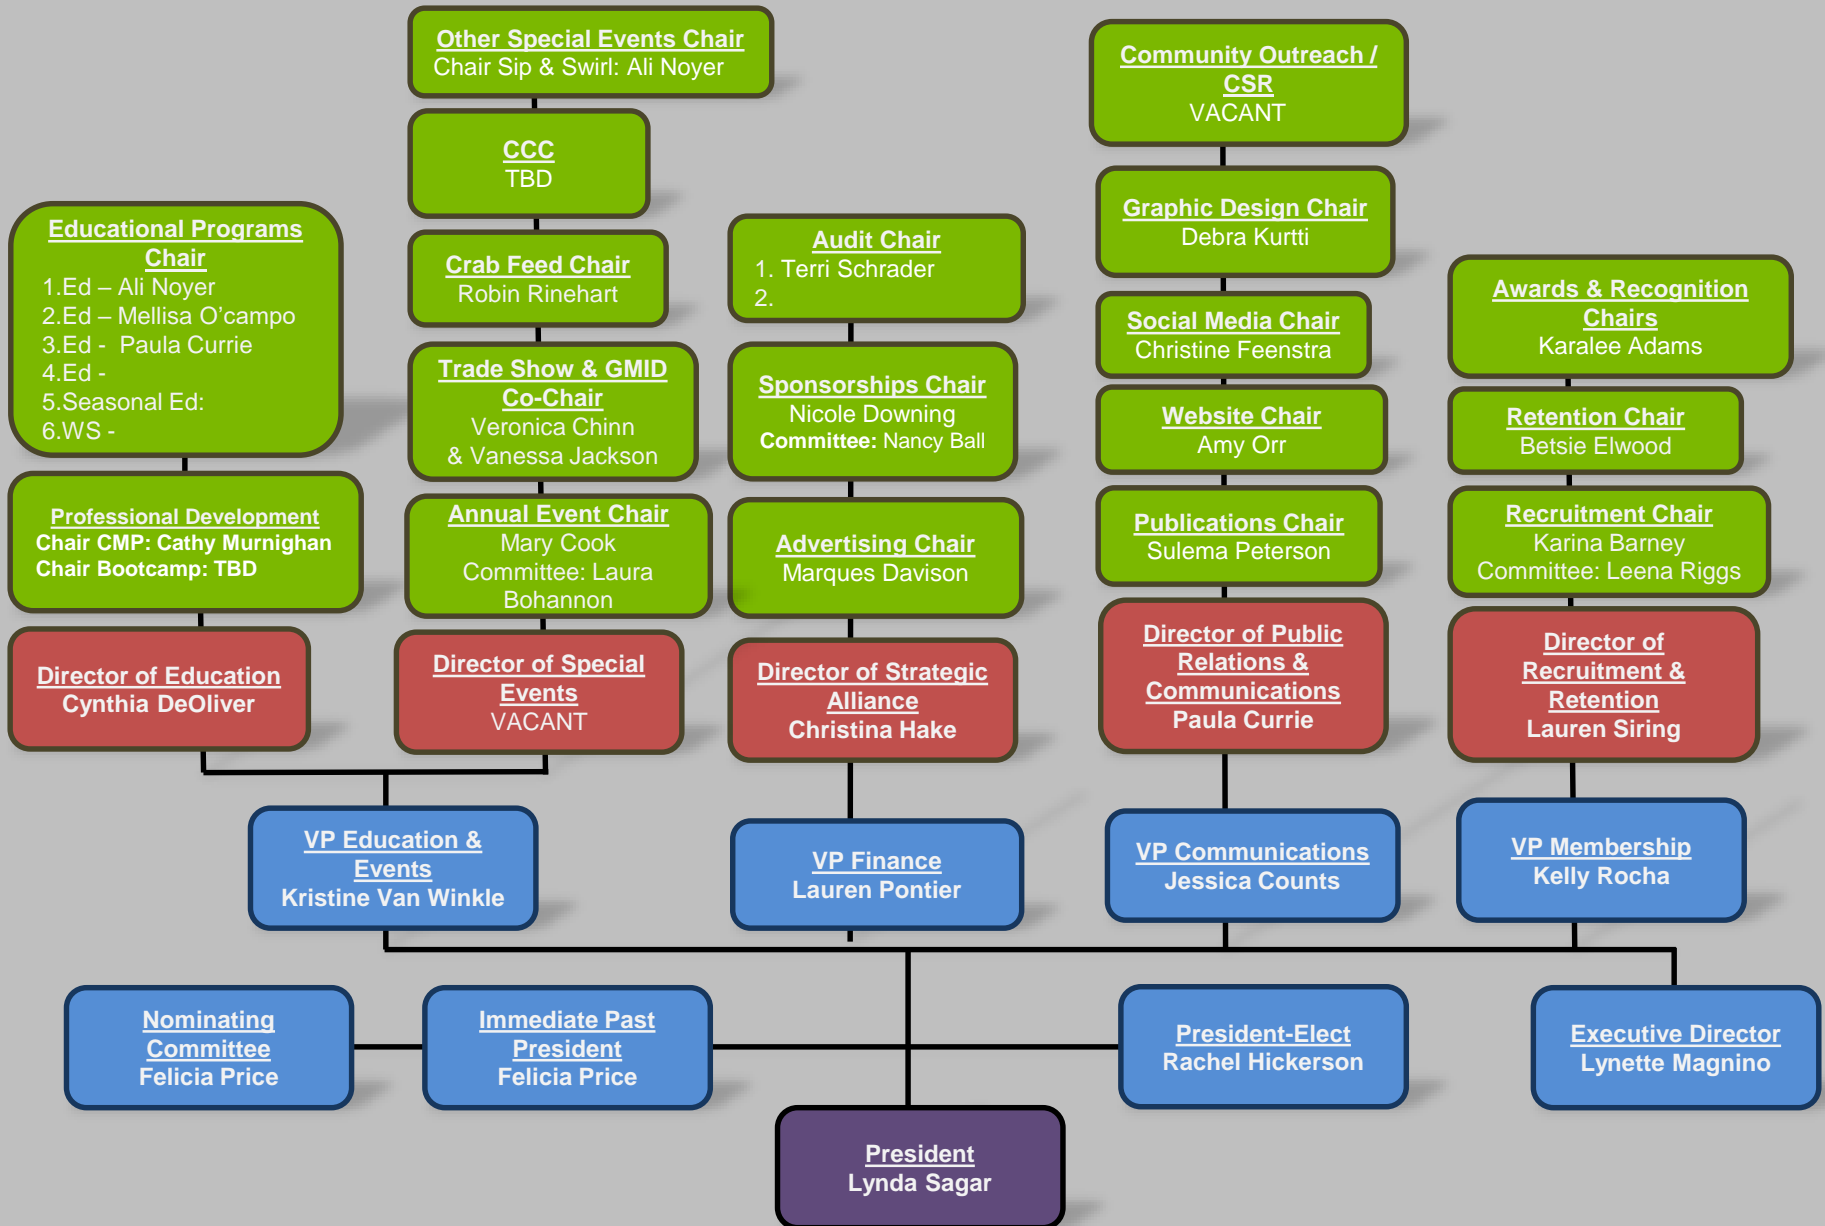 Other Special Events Chair
Chair Sip & Swirl: Ali Noyer
CCC
TBD
Crab Feed Chair
Robin Rinehart
Trade Show & GMID
Co-Chair
Veronica Chinn
& Vanessa Jackson
Annual Event Chair
Mary Cook
Committee: Laura
Bohannon
Director of Special
Events
VACANT
Educational Programs
Chair
1.Ed – Ali Noyer
2.Ed – Mellisa O’campo
3.Ed - Paula Currie
4.Ed -
5.Seasonal Ed:
6.WS -
Professional Development
Chair CMP: Cathy Murnighan
Chair Bootcamp: TBD
Director of Education
Cynthia DeOliver
VP Education &
Events
Kristine Van Winkle
Audit Chair
1. Terri Schrader
2.
Sponsorships Chair
Nicole Downing
Committee: Nancy Ball
Advertising Chair
Marques Davison
Director of Strategic
Alliance
Christina Hake
VP Finance
Lauren Pontier
Community Outreach /
CSR
VACANT
Graphic Design Chair
Debra Kurtti
Social Media Chair
Christine Feenstra
Website Chair
Amy Orr
Publications Chair
Sulema Peterson
Director of Public
Relations &
Communications
Paula Currie
VP Communications
Jessica Counts
Awards & Recognition
Chairs
Karalee Adams
Retention Chair
Betsie Elwood
Recruitment Chair
Karina Barney
Committee: Leena Riggs
Director of
Recruitment &
Retention
Lauren Siring
VP Membership
Kelly Rocha
Nominating
Committee
Felicia Price
Immediate Past
President
Felicia Price
President-Elect
Rachel Hickerson
Executive Director
Lynette Magnino
President
Lynda Sagar